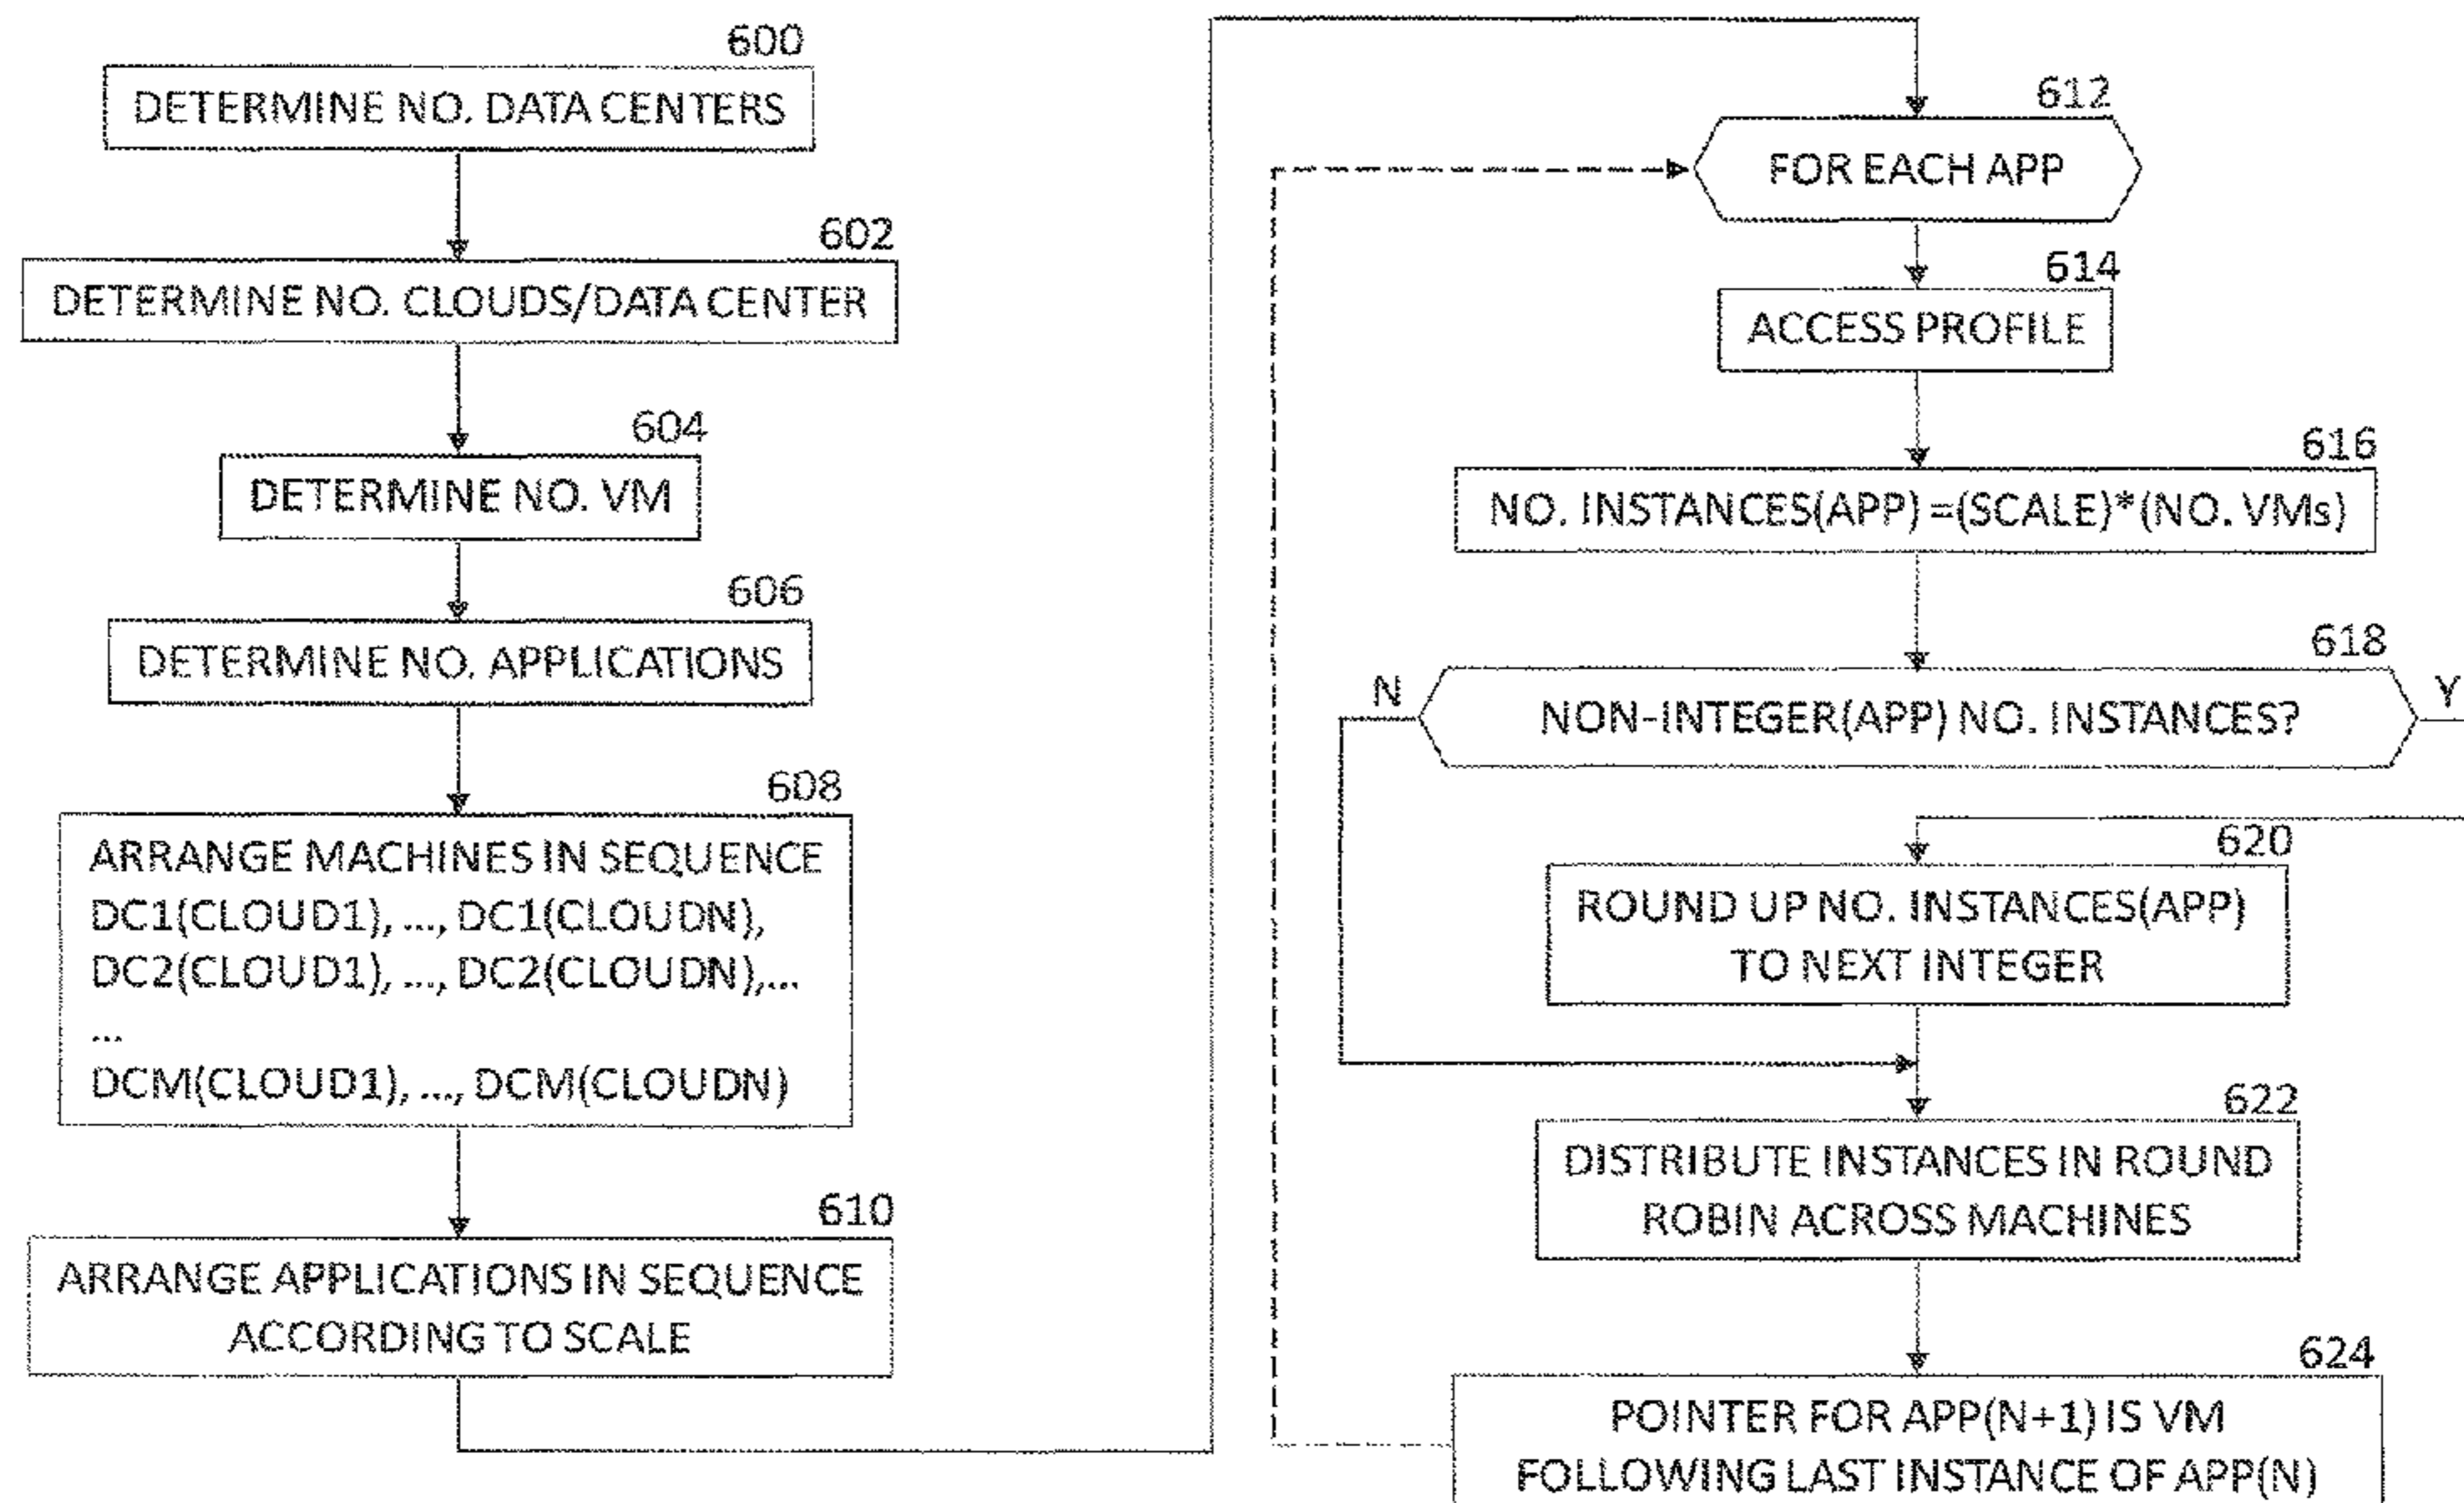 600
DETERMINE NO. DATA CENTERS
602
DETERMINE NO. CLOUDS/DATA CENTER
604
DETERMINE NO. VM
606
DETERMINE NO. APPLICATIONS
608
ARRANGE MACHINES IN SEQUENCE
DC1(CLOUD1), ..., DC1(CLOUDN),
DC2(CLOUD1), ..., DC2(CLOUDN),...
...
DCM(CLOUD1), ..., DCM(CLOUDN)
610
ARRANGE APPLICATIONS IN SEQUENCE
ACCORDING TO SCALE
612
FOR EACH APP
614
ACCESS PROFILE
616
NO. INSTANCES(APP) =(SCALE)*(NO. VMs)
618
N
NON-INTEGER(APP) NO. INSTANCES?
Y
620
ROUND UP NO. INSTANCES(APP)
TO NEXT INTEGER
622
DISTRIBUTE INSTANCES IN ROUND
ROBIN ACROSS MACHINES
624
POINTER FOR APP(N+1) IS VM
FOLLOWING LAST INSTANCE OF APP(N)